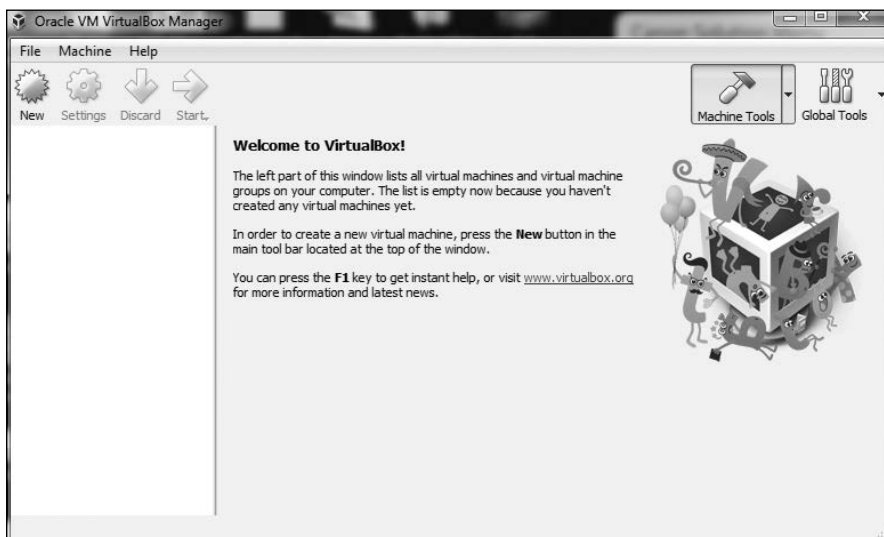 Oracle VM VirtualBox Manager
File Machine Help
New Settings Discard Start
Machine Tools Global Tools
Welcome to VirtualBox!
The left part of this window lists all virtual machines and virtual machine
groups on your computer. The list is empty now because you haven't
created any virtual machines yet.
In order to create a new virtual machine, press the New button in the
main tool bar located at the top of the window.
You can press the F1 key to get instant help, or visit www.virtualbox.org
for more information and latest news.